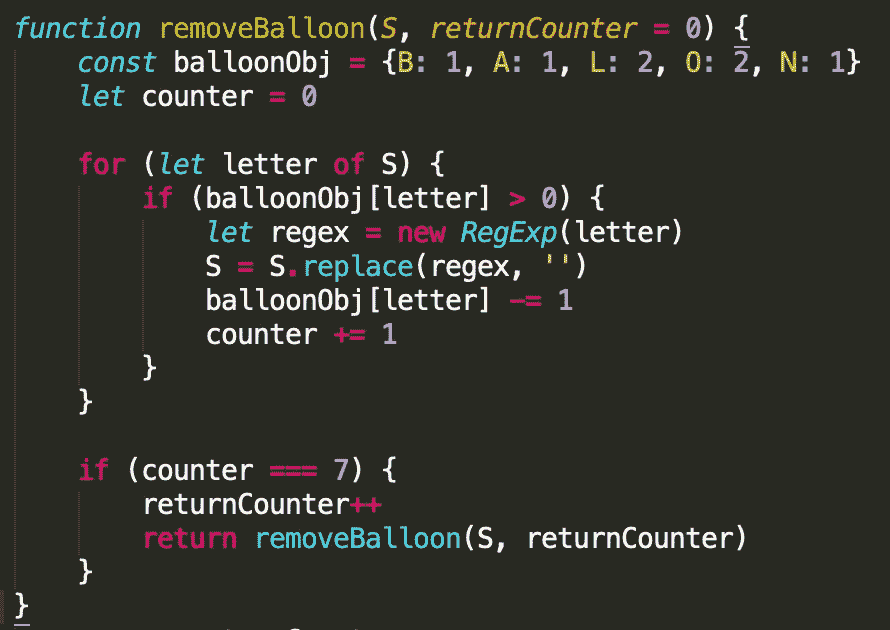 function removeBalloon(S, returnCounter = 0) {
    const balloonObj = {B: 1, A: 1, L: 2, O: 2, N: 1}
    let counter = 0

    for (let letter of S) {
        if (balloonObj[letter] > 0) {
            let regex = new RegExp(letter)
            S = S.replace(regex, '')
            balloonObj[letter] -= 1
            counter += 1
        }
    }

    if (counter === 7) {
        returnCounter++
        return removeBalloon(S, returnCounter)
    }
}